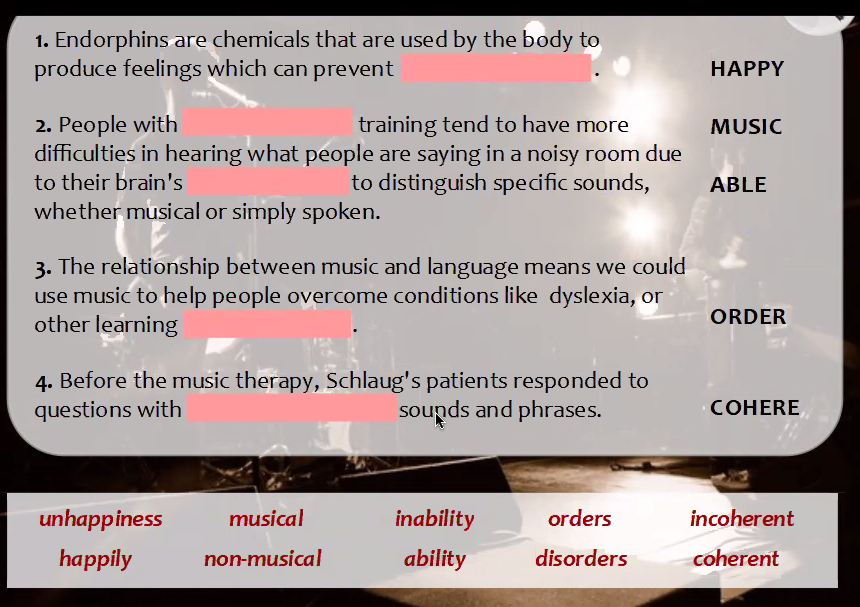 1. Endorphins are chemicals that are used by the body to
produce feelings which can prevent .
HAPPY
2. People with training tend to have more
MUSIC
difficulties in hearing what people are saying in a noisy room due
to their brain's to distinguish specific sounds,
ABLE
whether musical or simply spoken.
3. The relationship between music and language means we could
use music to help people overcome conditions like dyslexia, or
other learning .
ORDER
4. Before the music therapy, Schlaug's patients responded to
questions with sounds and phrases.
COHERE
unhappiness musical inability orders incoherent
happily non-musical ability disorders coherent